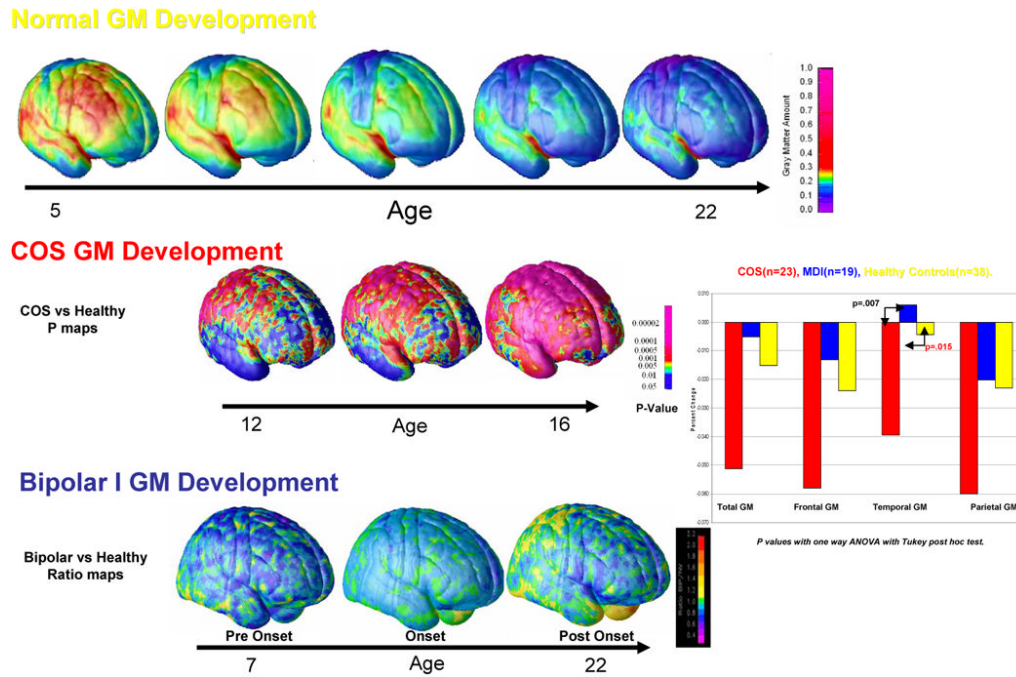 Normal GM Development
1.0
0.9
0.8
0.7
0.6
0.5
0.4
0.3
0.2
0.1
0.0
Gray Matter Amount
5
Age
22
COS GM Development
COS vs Healthy
P maps
0.00002
0.0001
0.0005
0.001
0.005
0.01
0.05
P-Value
12
Age
16
COS(n=23), MDI(n=19), Healthy Controls(n=38).
0.010
0.000
p=.007
p=.015
Percent Change
Total GM
Frontal GM
Temporal GM
Parietal GM
P values with one way ANOVA with Tukey post hoc test.
Bipolar I GM Development
Bipolar vs Healthy
Ratio maps
Pre Onset
Onset
Post Onset
7
Age
22